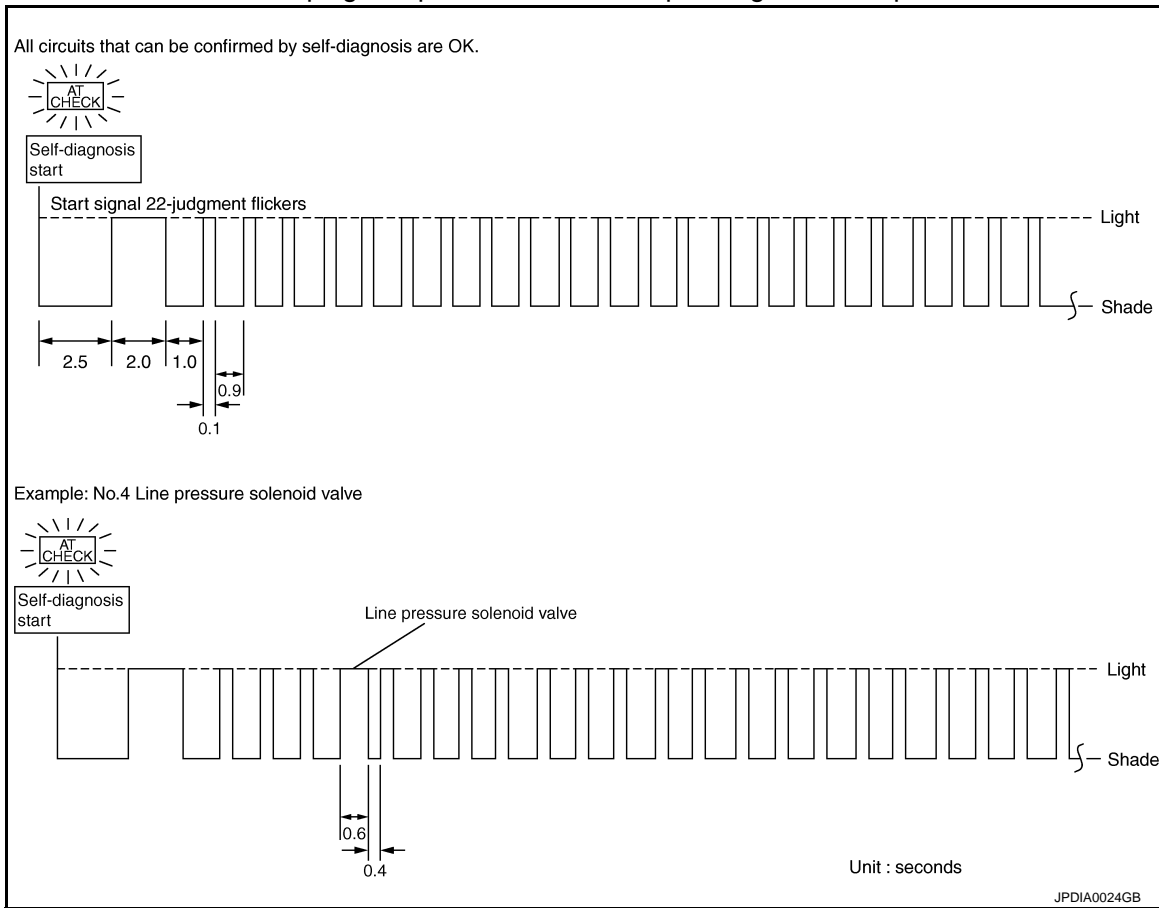 All circuits that can be confirmed by self-diagnosis are OK.
AT
CHECK
Self-diagnosis
start
Start signal 22-judgment flickers
Light
Shade
2.5
2.0
1.0
0.9
0.1
Example: No.4 Line pressure solenoid valve
AT
CHECK
Self-diagnosis
start
Line pressure solenoid valve
Light
Shade
0.6
0.4
Unit : seconds
JPDIA0024GB